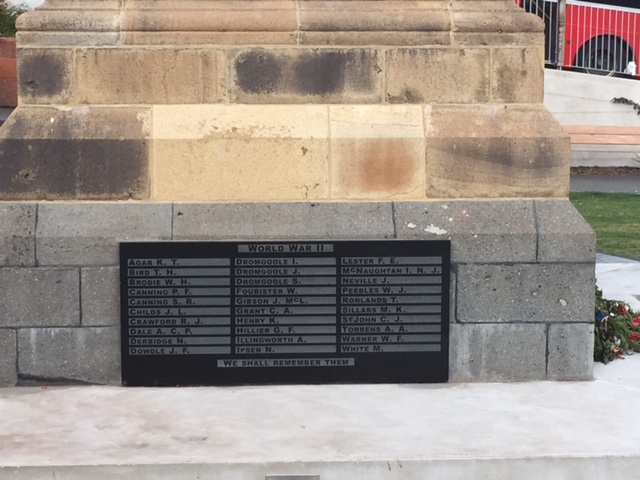 WORLD WAR II
AGAR K. T.
BIRD T. H.
BRODIE W. H.
CANNING P. F.
CANNING S. R.
CHILDS J. L.
CRAWFORD R. J.
DALE A. C. P.
DERBIDGE N.
DOWDLE J. F.
DROMGOOLE I.
DROMGOOLE J.
DROMGOOLE S.
FOUBISTER W.
GIBSON J. MCL.
GRANT C. A.
HENRY K.
HILLIER G. F.
ILLINGWORTH A.
IPSEN N.
LESTER F. E.
MCNAUGHTAN I. N. J.
NEVILLE J.
PEEBLES W. J.
RONLANDS T.
SILLARS M. K.
STJOHN C. J.
TORRENS A. A.
WARNER W. F.
WHITE M.
WE SHALL REMEMBER THEM